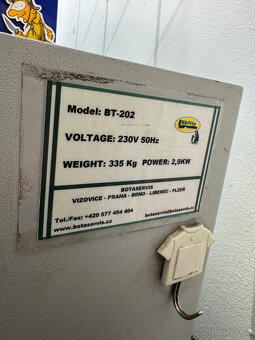 Model: BT-202
VOLTAGE: 230V 50Hz
WEIGHT: 335 Kg POWER: 2,9KW
BOTASERVIS
VIZOVICE - PRAHA - BRNO - LIBEREC - PLZEŇ
Tel./Fax: +420 577 454 404
botaservis@botaservis.cz
www.botaservis.cz